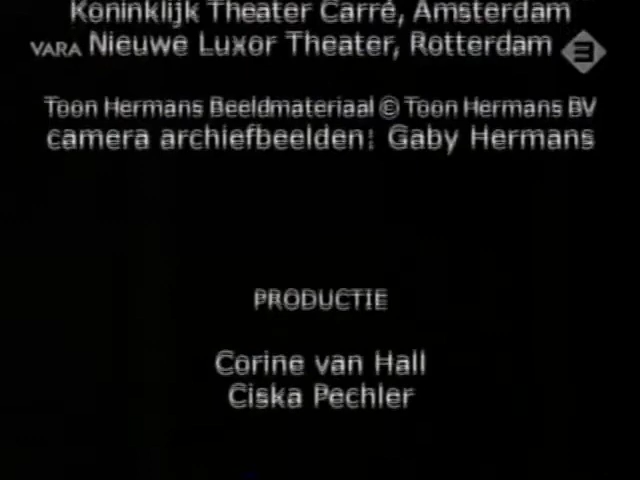 Koninklijk Theater Carré, Amsterdam
VARA Nieuwe Luxor Theater, Rotterdam 3
Toon Hermans Beeldmateriaal © Toon Hermans BV
camera archiefbeelden: Gaby Hermans
PRODUCTIE
Corine van Hall
Ciska Pechler